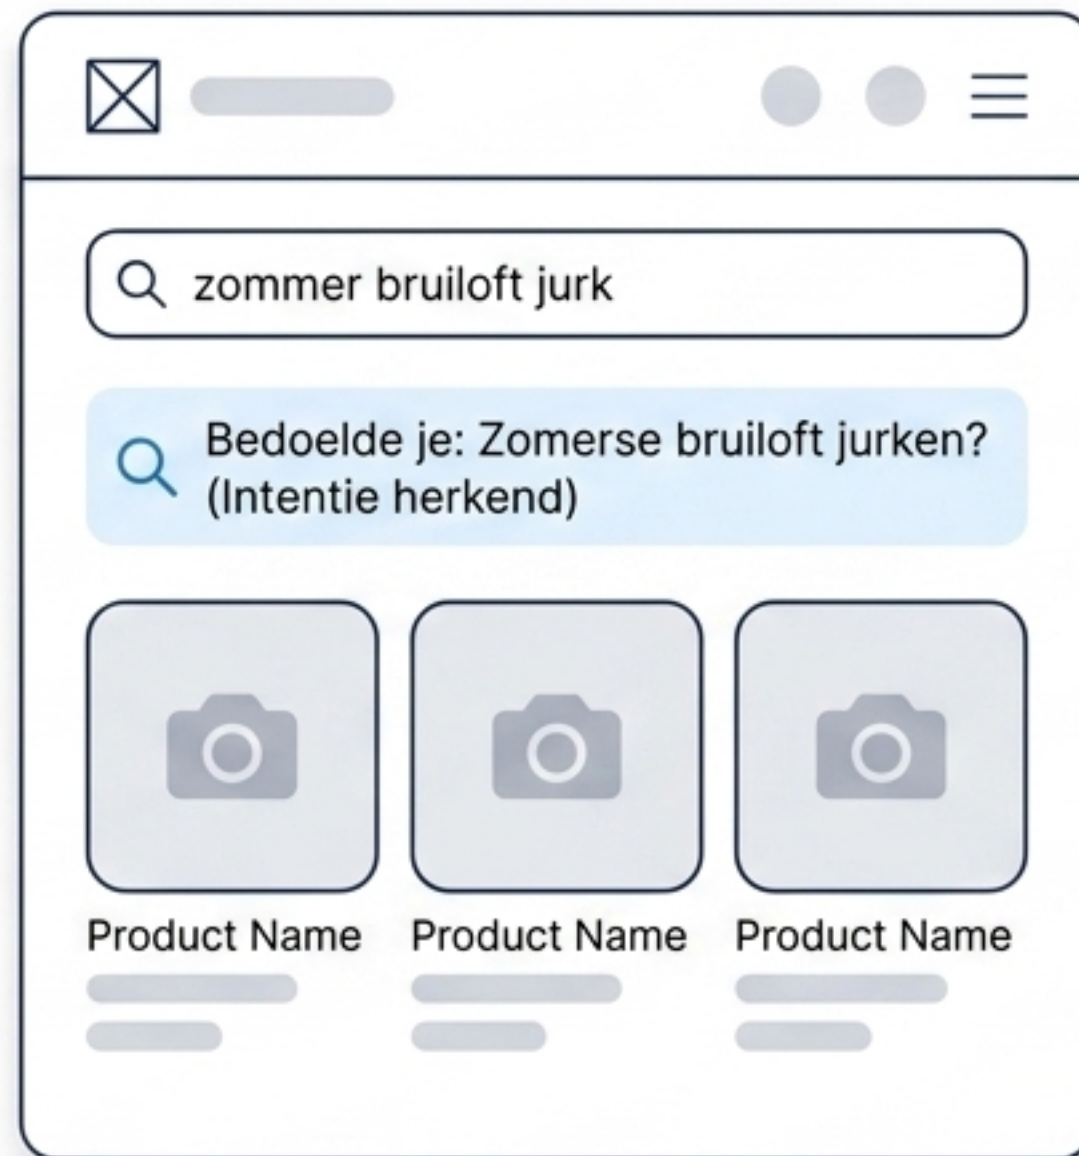 zommer bruiloft jurk
Bedoelde je: Zomerse bruiloft jurken?
(Intentie herkend)
Product Name
Product Name
Product Name